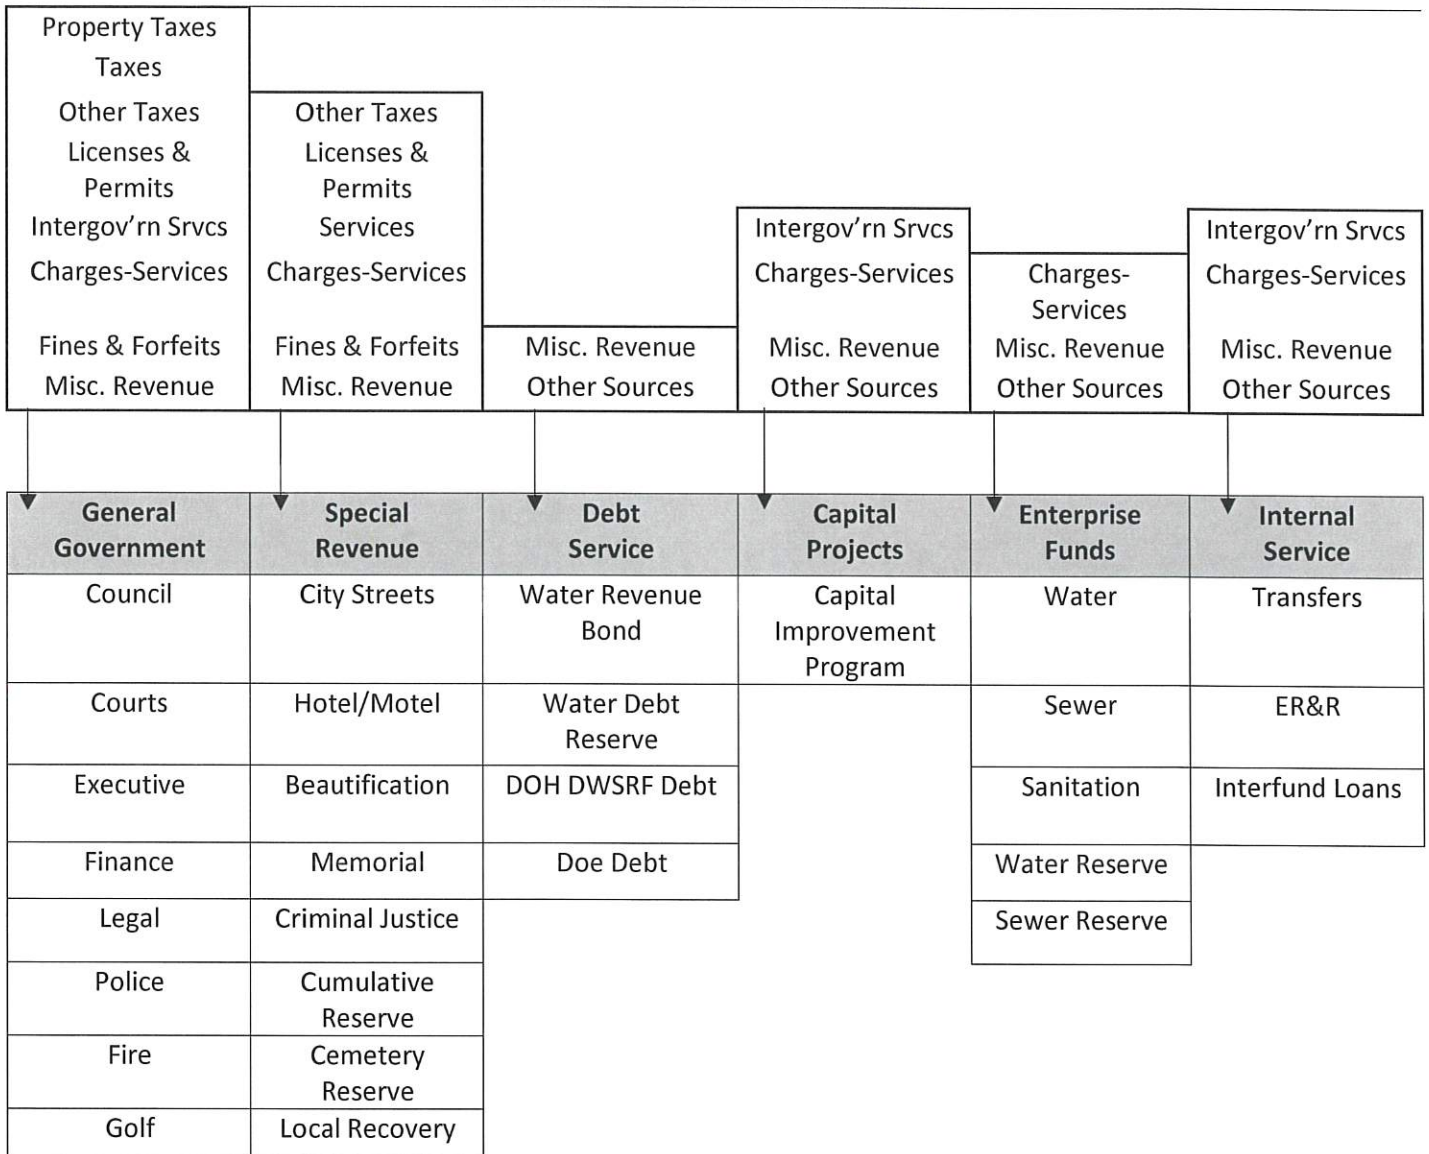 Property Taxes
Taxes
Other Taxes
Licenses &
Permits
Intergov'rn Srvcs
Charges-Services
Fines & Forfeits
Misc. Revenue
Other Taxes
Licenses &
Permits
Services
Charges-Services
Fines & Forfeits
Misc. Revenue
Misc. Revenue
Other Sources
Intergov'rn Srvcs
Charges-Services
Misc. Revenue
Other Sources
Charges-
Services
Misc. Revenue
Other Sources
Intergov'rn Srvcs
Charges-Services
Misc. Revenue
Other Sources
General
Government
Special
Revenue
Debt
Service
Capital
Projects
Enterprise
Funds
Internal
Service
Council
City Streets
Water Revenue
Bond
Capital
Improvement
Program
Water
Transfers
Courts
Hotel/Motel
Water Debt
Reserve
Sewer
ER&R
Executive
Beautification
DOH DWSRF Debt
Sanitation
Interfund Loans
Finance
Memorial
Doe Debt
Water Reserve
Legal
Criminal Justice
Sewer Reserve
Police
Cumulative
Reserve
Fire
Cemetery
Reserve
Golf
Local Recovery